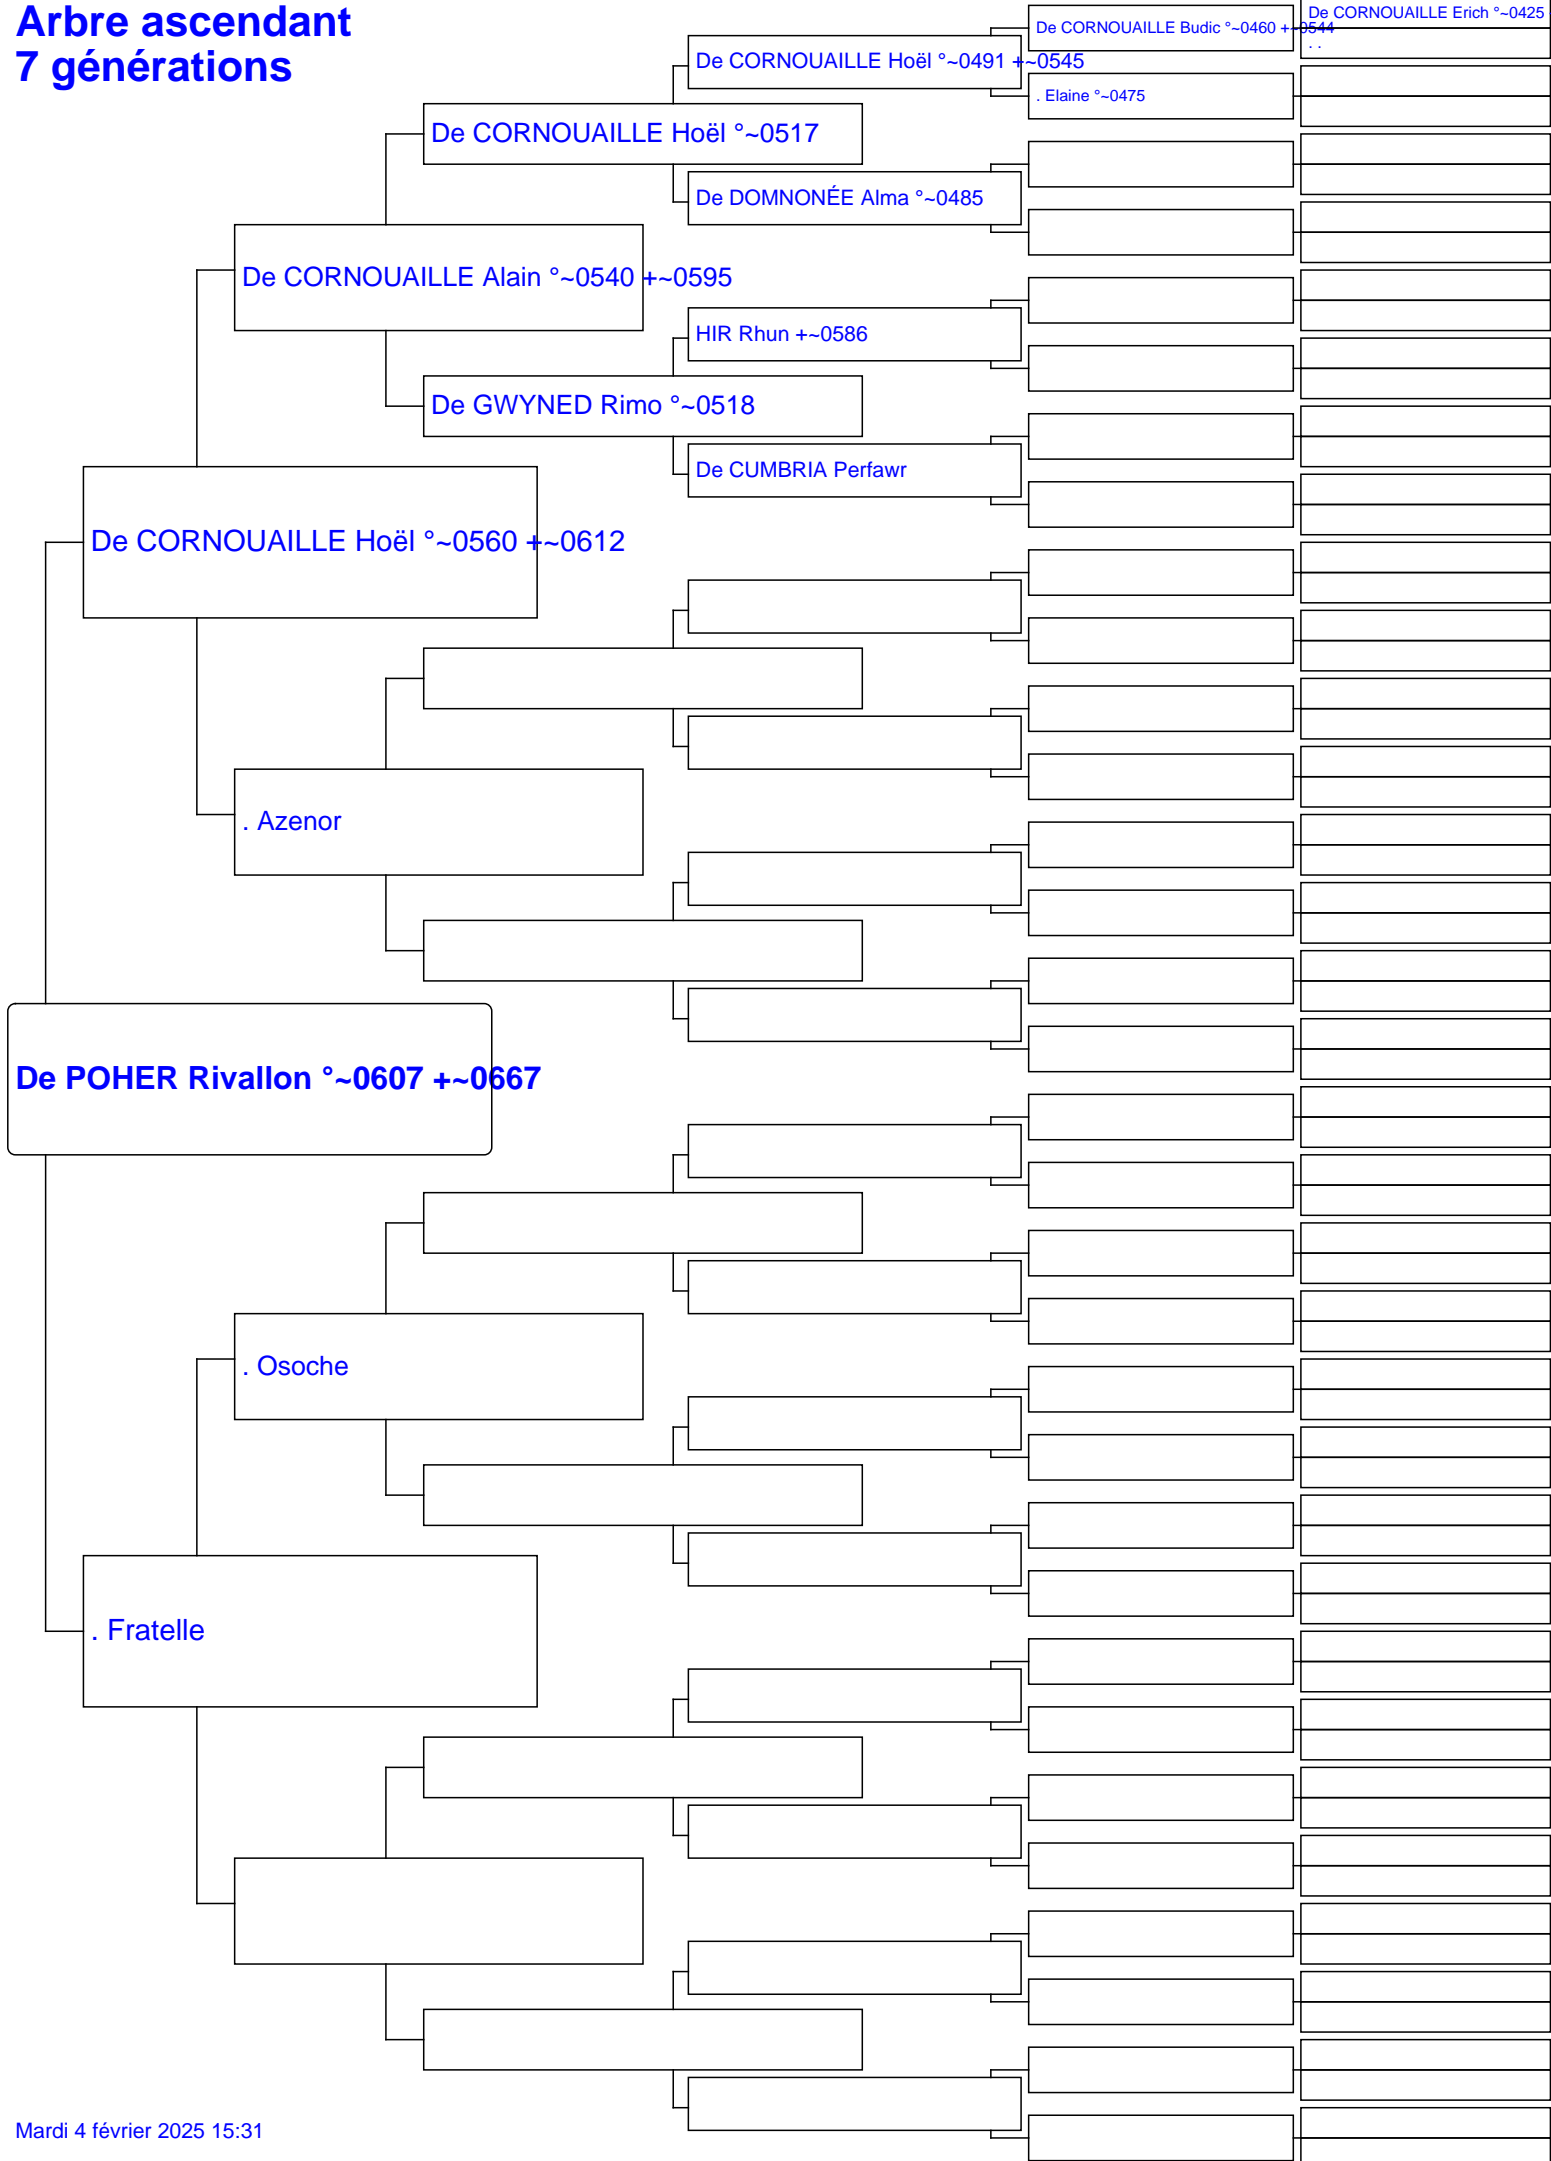 Arbre ascendant
7 générations
De CORNOUAILLE Erich °~0425
. .
De CORNOUAILLE Budic °~0460 +~0544
De CORNOUAILLE Hoël °~0491 +~0545
. Elaine °~0475
De CORNOUAILLE Hoël °~0517
De DOMNONÉE Alma °~0485
De CORNOUAILLE Alain °~0540 +~0595
HIR Rhun +~0586
De GWYNED Rimo °~0518
De CUMBRIA Perfawr
De CORNOUAILLE Hoël °~0560 +~0612
. Azenor
De POHER Rivallon °~0607 +~0667
. Osoche
. Fratelle
Mardi 4 février 2025 15:31